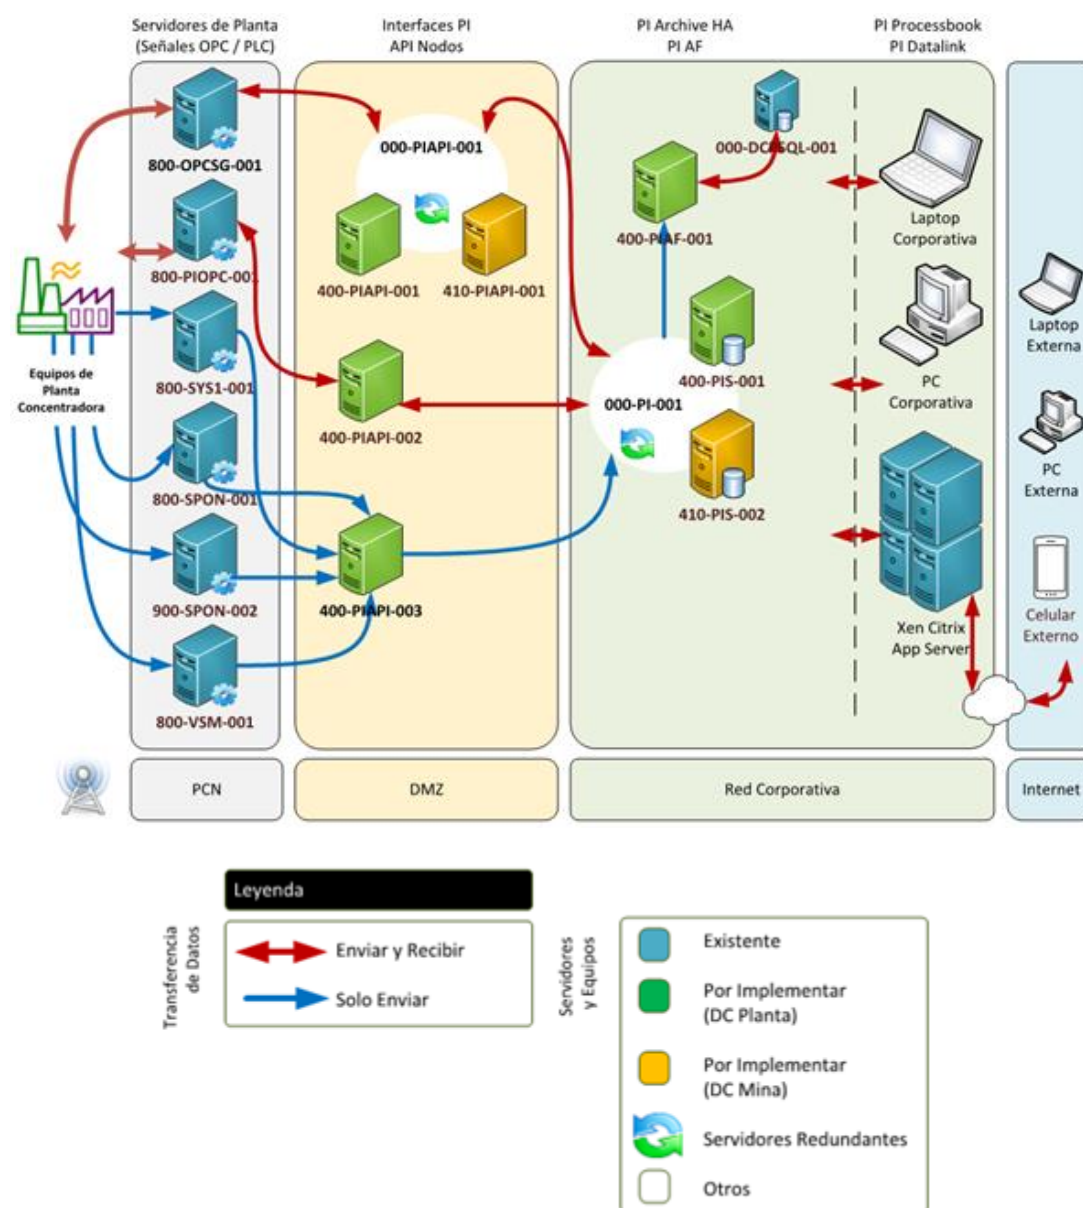 Servidores de Planta
(Señales OPC / PLC)
Interfaces PI
API Nodos
PI Archive HA
PI AF
PI Processbook
PI Datalink
800-OPCSG-001
800-PIOPC-001
800-SYS1-001
800-SPON-001
900-SPON-002
800-VSM-001
Equipos de
Planta
Concentradora
000-PIAPI-001
400-PIAPI-001
410-PIAPI-001
400-PIAPI-002
400-PIAPI-003
000-DCSQL-001
400-PIAF-001
400-PIS-001
000-PI-001
410-PIS-002
Laptop
Corporativa
PC
Corporativa
Xen Citrix
App Server
Laptop
Externa
PC
Externa
Celular
Externo
PCN
DMZ
Red Corporativa
Internet
Leyenda
Transferencia
de Datos
Enviar y Recibir
Solo Enviar
Servidores
y Equipos
Existente
Por Implementar
(DC Planta)
Por Implementar
(DC Mina)
Servidores Redundantes
Otros